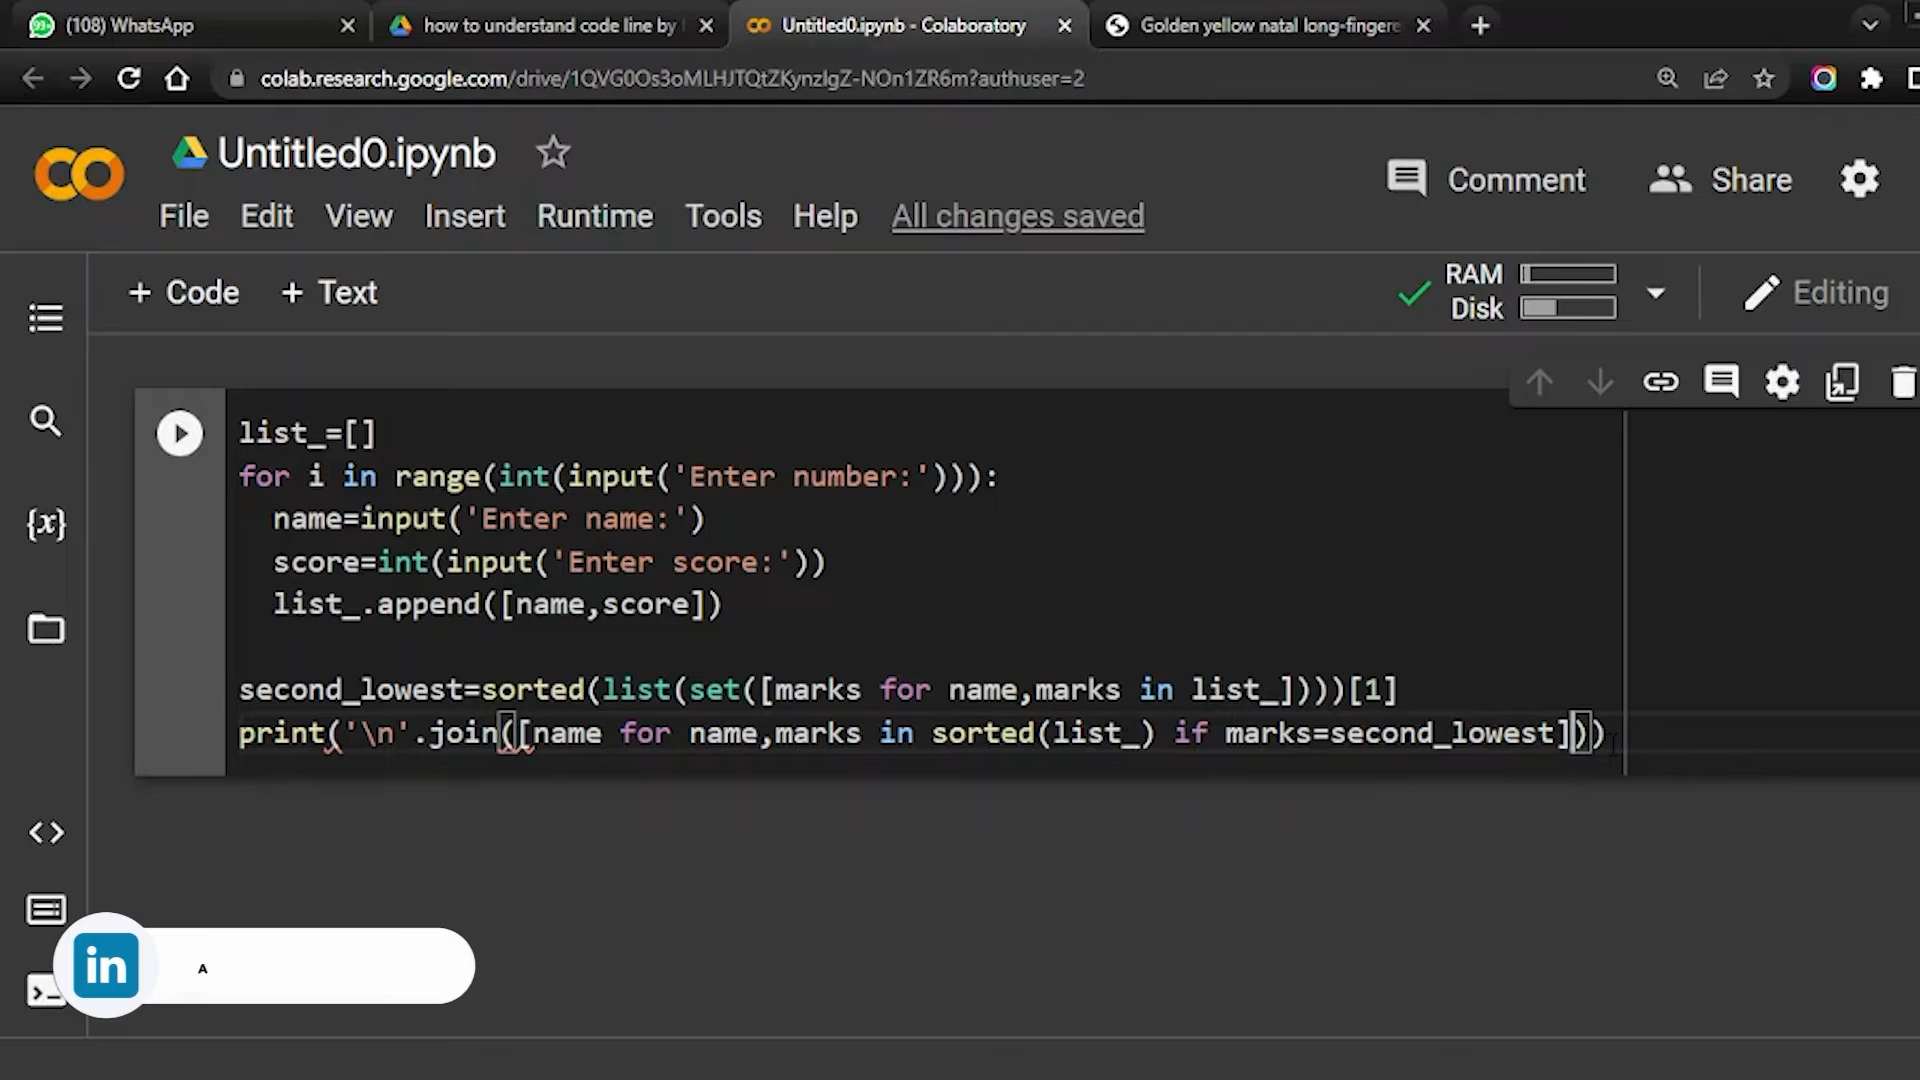 (108) WhatsApp
how to understand code line by
Untitled0.ipynb - Colaboratory
Golden yellow natal long-fingere
colab.research.google.com/drive/1QVG0Os3oMLHJTQtZKynzIgZ-NOn1ZR6m?authuser=2
Untitled0.ipynb
Comment
Share
File Edit View Insert Runtime Tools Help All changes saved
+ Code + Text
RAM
Disk
Editing
list_=[]
for i in range(int(input('Enter number:'))):
name=input('Enter name:')
score=int(input('Enter score:'))
list_.append([name,score])
second_lowest=sorted(list(set([marks for name,marks in list_])))[1]
print('\n'.join([name for name,marks in sorted(list_) if marks=second_lowest]))
in
A